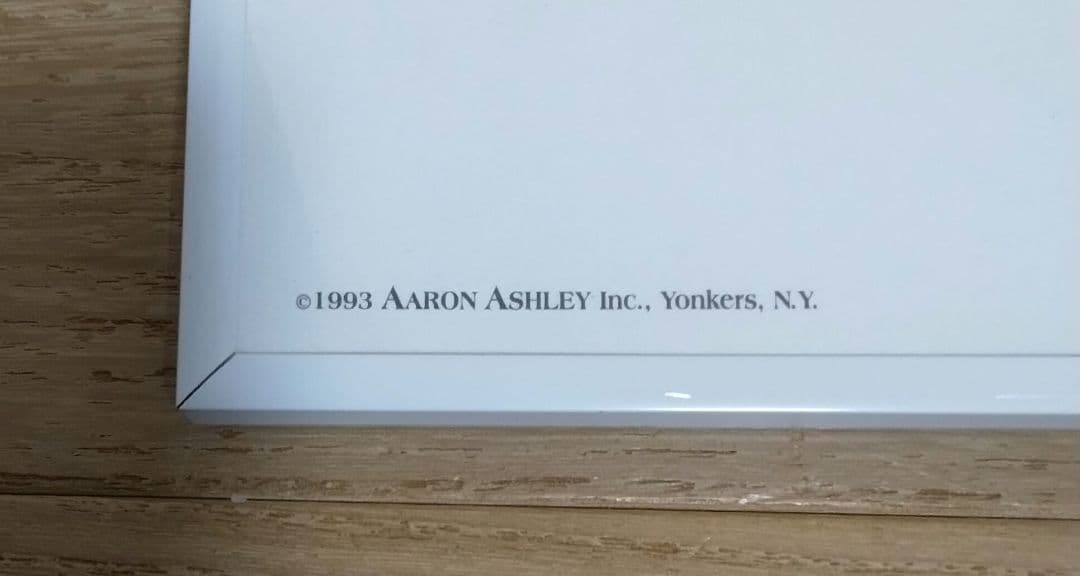 ©1993 AARON ASHLEY Inc., Yonkers, N.Y.